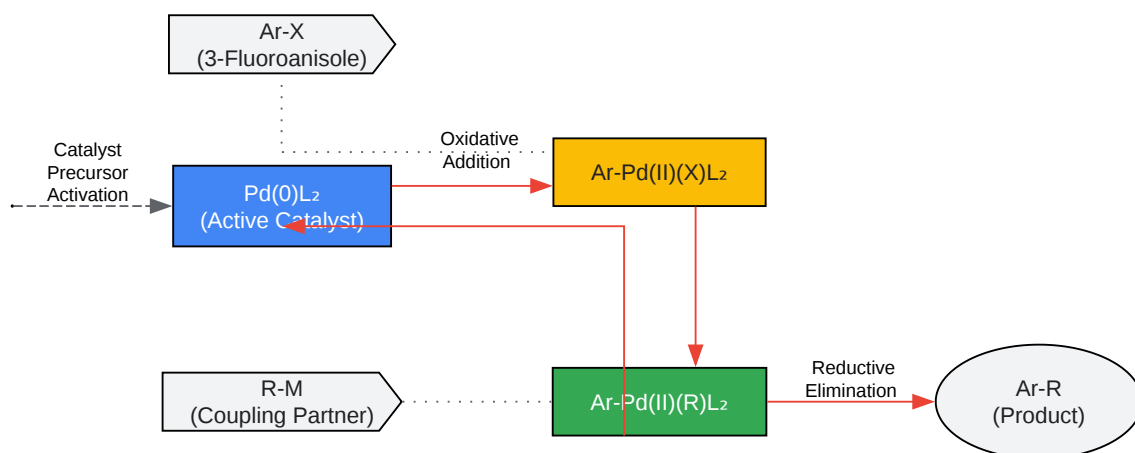 Ar-X
(3-Fluoroanisole)
Catalyst
Precursor
Activation
Pd(0)L₂
(Active Catalyst)
Oxidative
Addition
Ar-Pd(II)(X)L₂
R-M
(Coupling Partner)
Ar-Pd(II)(R)L₂
Reductive
Elimination
Ar-R
(Product)